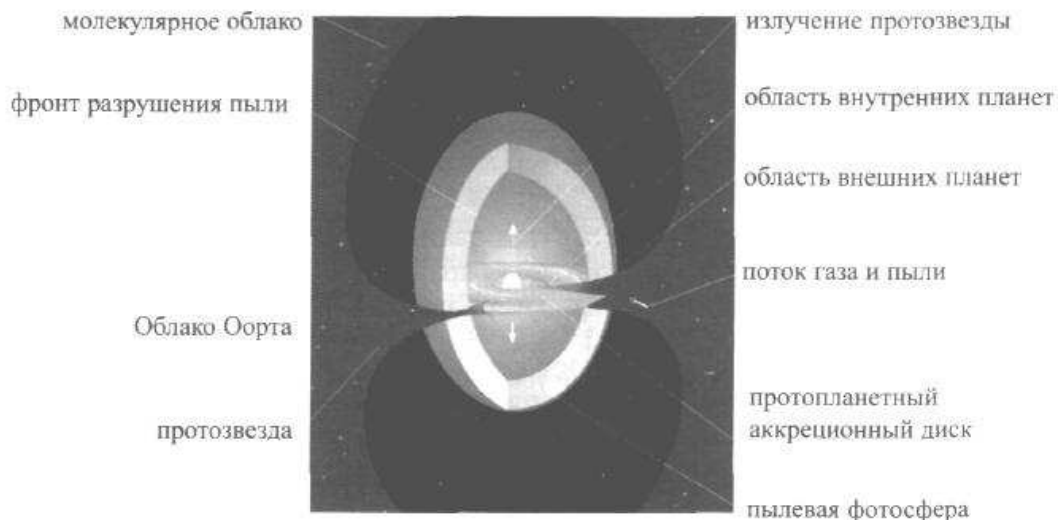 молекулярное облако
фронт разрушения пыли
Облако Оорта
протозвезда
излучение протозвезды
область внутренних планет
область внешних планет
поток газа и пыли
протопланетный
аккреционный диск
пылевая фотосфера